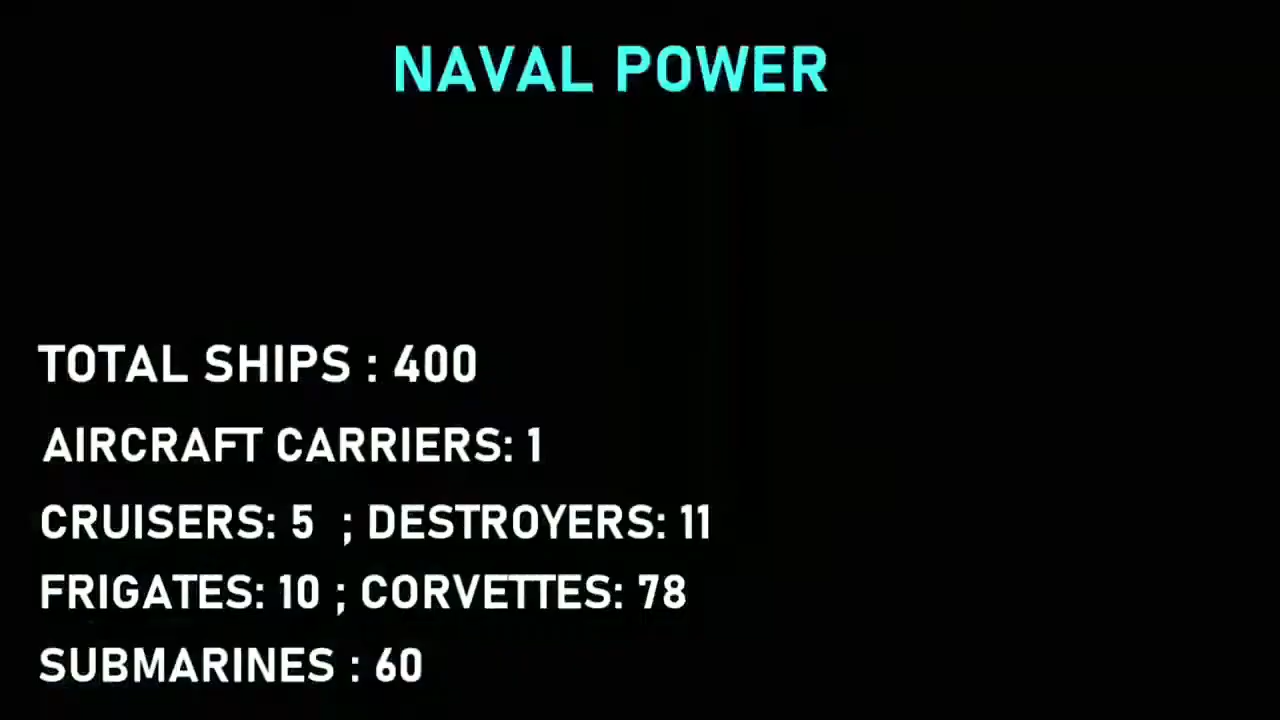 NAVAL POWER
TOTAL SHIPS : 400
AIRCRAFT CARRIERS: 1
CRUISERS: 5 ; DESTROYERS: 11
FRIGATES: 10 ; CORVETTES: 78
SUBMARINES : 60